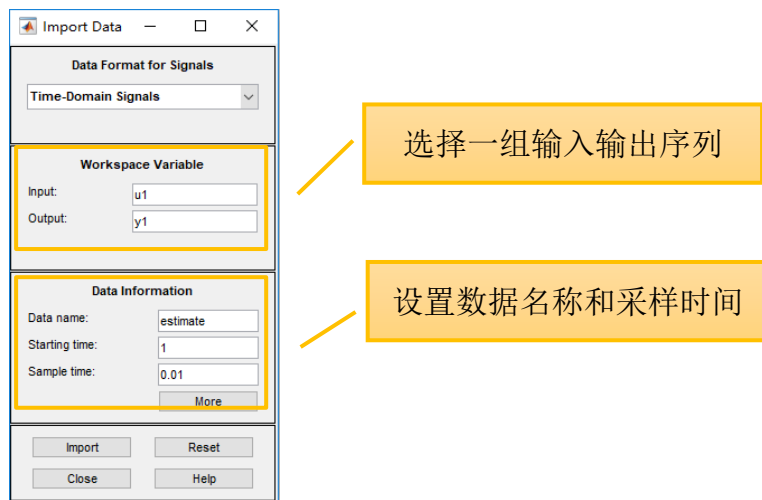 Import Data
Data Format for Signals
Time-Domain Signals
Workspace Variable
Input: u1
Output: y1
选择一组输入输出序列
Data Information
Data name: estimate
Starting time: 1
Sample time: 0.01
More
设置数据名称和采样时间
Import Reset
Close Help